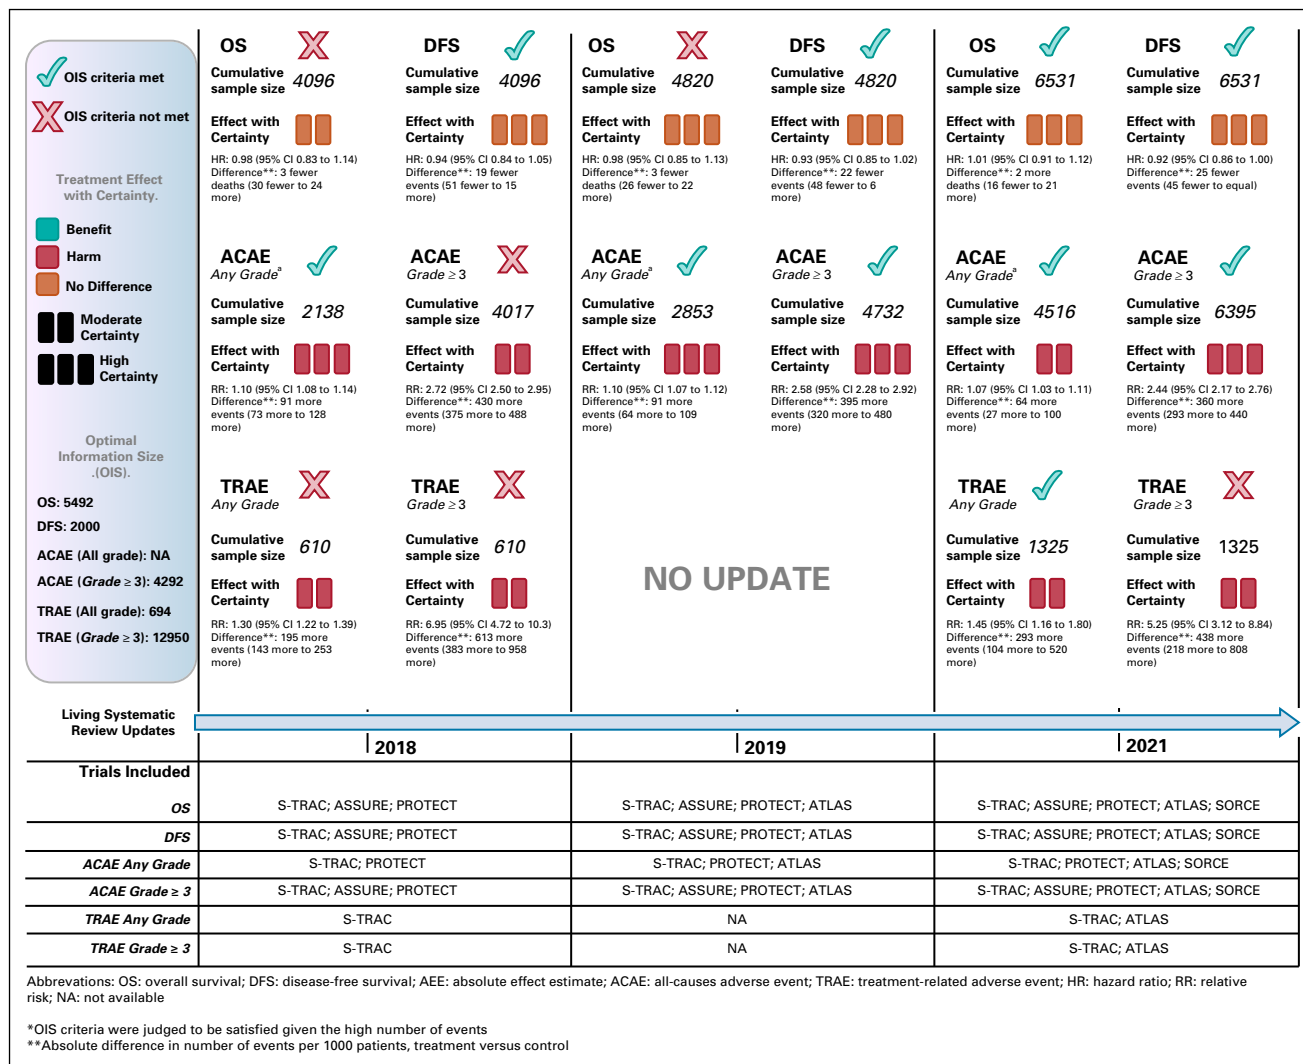 OIS criteria met
OIS criteria not met
Treatment Effect
with Certainty.
Benefit
Harm
No Difference
Moderate
Certainty
High
Certainty
Optimal
Information Size
.(OIS).
OS: 5492
DFS: 2000
ACAE (All grade): NA
ACAE (Grade ≥ 3): 4292
TRAE (All grade): 694
TRAE (Grade ≥ 3): 12950
OS
Cumulative
sample size 4096
Effect with
Certainty
HR: 0.98 (95% CI 0.83 to 1.14)
Difference**: 3 fewer
deaths (30 fewer to 24
more)
DFS
Cumulative
sample size 4096
Effect with
Certainty
HR: 0.94 (95% CI 0.84 to 1.05)
Difference**: 19 fewer
events (51 fewer to 15
more)
OS
Cumulative
sample size 4820
Effect with
Certainty
HR: 0.98 (95% CI 0.85 to 1.13)
Difference**: 3 fewer
deaths (26 fewer to 22
more)
DFS
Cumulative
sample size 4820
Effect with
Certainty
HR: 0.93 (95% CI 0.85 to 1.02)
Difference**: 22 fewer
events (48 fewer to 6
more)
OS
Cumulative
sample size 6531
Effect with
Certainty
HR: 1.01 (95% CI 0.91 to 1.12)
Difference**: 2 more
deaths (16 fewer to 21
more)
DFS
Cumulative
sample size 6531
Effect with
Certainty
HR: 0.92 (95% CI 0.86 to 1.00)
Difference**: 25 fewer
events (45 fewer to equal)
ACAE
Any Grade^a
Cumulative
sample size 2138
Effect with
Certainty
RR: 1.10 (95% CI 1.08 to 1.14)
Difference**: 91 more
events (73 more to 128
more)
ACAE
Grade ≥ 3
Cumulative
sample size 4017
Effect with
Certainty
RR: 2.72 (95% CI 2.50 to 2.95)
Difference**: 430 more
events (375 more to 488
more)
ACAE
Any Grade^a
Cumulative
sample size 2853
Effect with
Certainty
RR: 1.10 (95% CI 1.07 to 1.12)
Difference**: 91 more
events (64 more to 109
more)
ACAE
Grade ≥ 3
Cumulative
sample size 4732
Effect with
Certainty
RR: 2.58 (95% CI 2.28 to 2.92)
Difference**: 395 more
events (320 more to 480
more)
ACAE
Any Grade^a
Cumulative
sample size 4516
Effect with
Certainty
RR: 1.07 (95% CI 1.03 to 1.11)
Difference**: 64 more
events (27 more to 100
more)
ACAE
Grade ≥ 3
Cumulative
sample size 6395
Effect with
Certainty
RR: 2.44 (95% CI 2.17 to 2.76)
Difference**: 360 more
events (293 more to 440
more)
TRAE
Any Grade
Cumulative
sample size 610
Effect with
Certainty
RR: 1.30 (95% CI 1.22 to 1.39)
Difference**: 195 more
events (143 more to 253
more)
TRAE
Grade ≥ 3
Cumulative
sample size 610
Effect with
Certainty
RR: 6.95 (95% CI 4.72 to 10.3)
Difference**: 613 more
events (383 more to 958
more)
NO UPDATE
TRAE
Any Grade
Cumulative
sample size 1325
Effect with
Certainty
RR: 1.45 (95% CI 1.16 to 1.80)
Difference**: 293 more
events (104 more to 520
more)
TRAE
Grade ≥ 3
Cumulative
sample size 1325
Effect with
Certainty
RR: 5.25 (95% CI 3.12 to 8.84)
Difference**: 438 more
events (218 more to 808
more)
Living Systematic
Review Updates
2018 2019 2021
Trials Included
OS S-TRAC; ASSURE; PROTECT S-TRAC; ASSURE; PROTECT; ATLAS S-TRAC; ASSURE; PROTECT; ATLAS; SORCE
DFS S-TRAC; ASSURE; PROTECT S-TRAC; ASSURE; PROTECT; ATLAS S-TRAC; ASSURE; PROTECT; ATLAS; SORCE
ACAE Any Grade S-TRAC; PROTECT S-TRAC; PROTECT; ATLAS S-TRAC; PROTECT; ATLAS; SORCE
ACAE Grade ≥ 3 S-TRAC; ASSURE; PROTECT S-TRAC; ASSURE; PROTECT; ATLAS S-TRAC; ASSURE; PROTECT; ATLAS; SORCE
TRAE Any Grade S-TRAC NA S-TRAC; ATLAS
TRAE Grade ≥ 3 S-TRAC NA S-TRAC; ATLAS
Abbrevations: OS: overall survival; DFS: disease-free survival; AEE: absolute effect estimate; ACAE: all-causes adverse event; TRAE: treatment-related adverse event; HR: hazard ratio; RR: relative
risk; NA: not available
*OIS criteria were judged to be satisfied given the high number of events
**Absolute difference in number of events per 1000 patients, treatment versus control